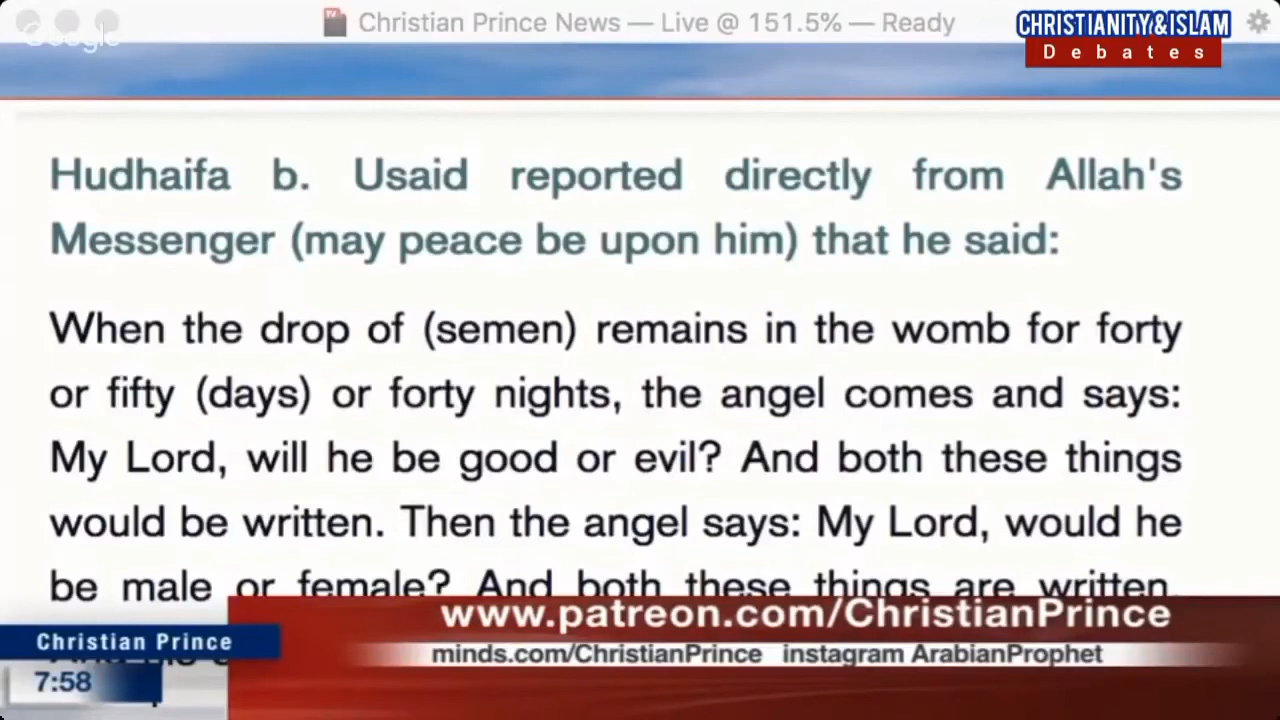 Christian Prince News — Live @ 151.5% — Ready
Google
CHRISTIANITY&ISLAM
Debates
Hudhaifa b. Usaid reported directly from Allah's
Messenger (may peace be upon him) that he said:
When the drop of (semen) remains in the womb for forty
or fifty (days) or forty nights, the angel comes and says:
My Lord, will he be good or evil? And both these things
would be written. Then the angel says: My Lord, would he
be male or female? And both these things are written.
www.patreon.com/ChristianPrince
Christian Prince
minds.com/ChristianPrince instagram ArabianProphet
7:58